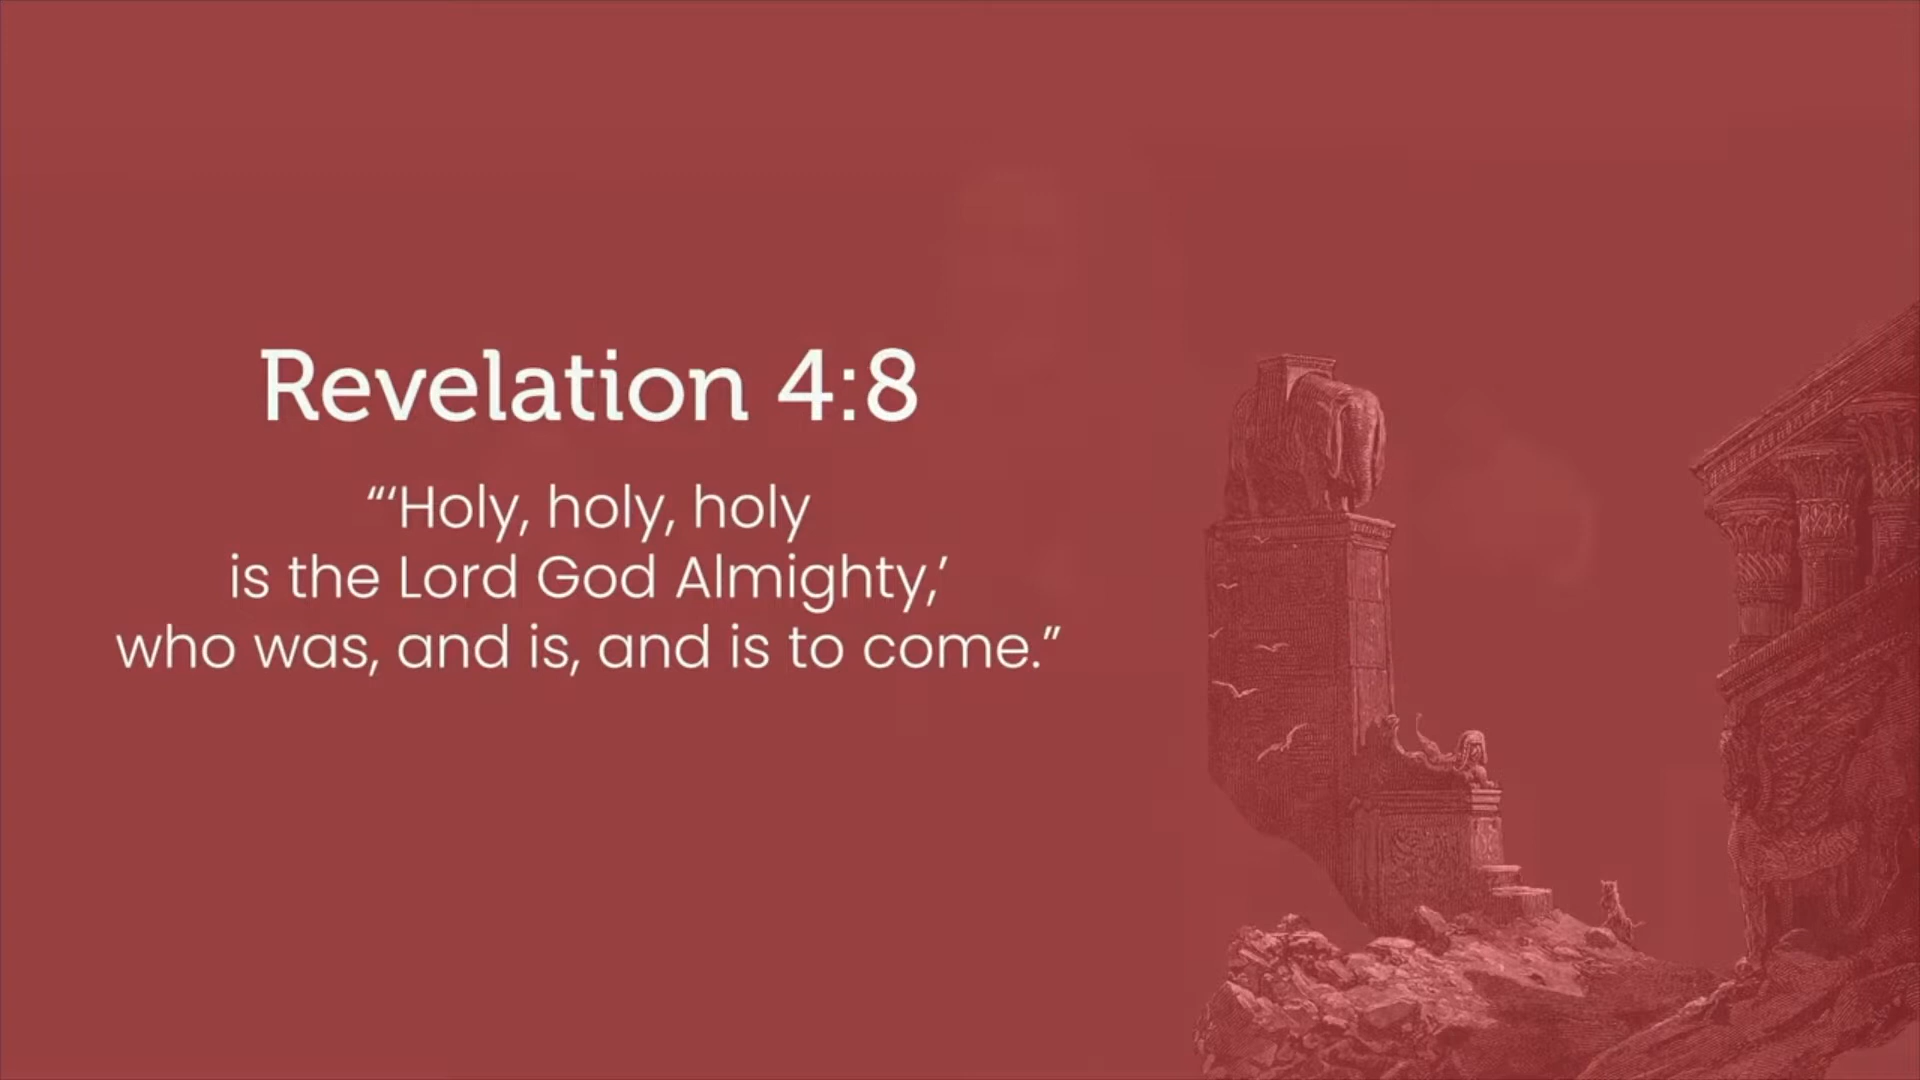 Revelation 4:8
“‘Holy, holy, holy
is the Lord God Almighty,’
who was, and is, and is to come.”